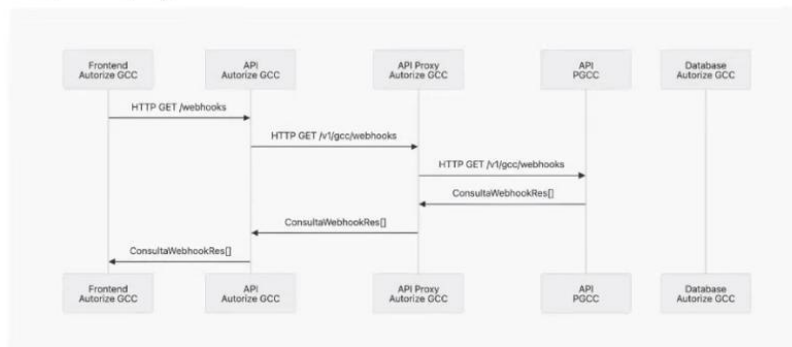 Frontend
Autorize GCC
API
Autorize GCC
API Proxy
Autorize GCC
API
PGCC
Database
Autorize GCC
HTTP GET /webhooks
HTTP GET /v1/gcc/webhooks
HTTP GET /v1/gcc/webhooks
ConsultaWebhookRes[]
ConsultaWebhookRes[]
ConsultaWebhookRes[]
Frontend
Autorize GCC
API
Autorize GCC
API Proxy
Autorize GCC
API
PGCC
Database
Autorize GCC